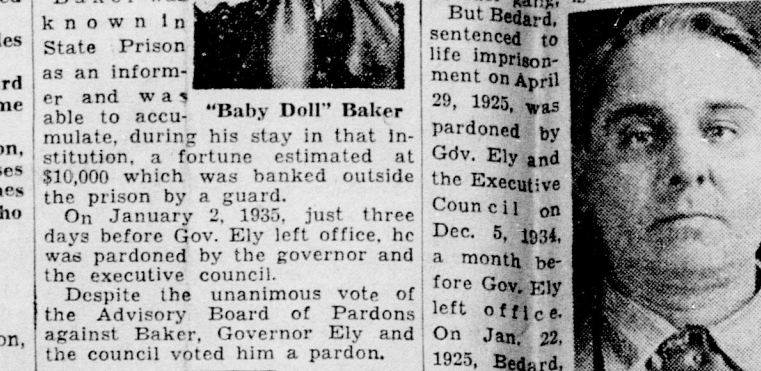 known in
State Prison
as an inform-
er and was
able to accu-
"Baby Doll" Baker
mulate, during his stay in that in-
stitution, a fortune estimated at
$10,000 which was banked outside
the prison by a guard.
On January 2, 1935, just three
days before Gov. Ely left office, he
was pardoned by the governor and
the executive council.
Despite the unanimous vote of
the Advisory Board of Pardons
against Baker, Governor Ely and
the council voted him a pardon.
But Bedard,
sentenced to
life imprison-
ment on April
29, 1925, was
pardoned by
Gov. Ely and
the Executive
Council on
Dec. 5, 1934,
a month be-
fore Gov. Ely
left office.
On Jan. 22,
1925, Bedard,